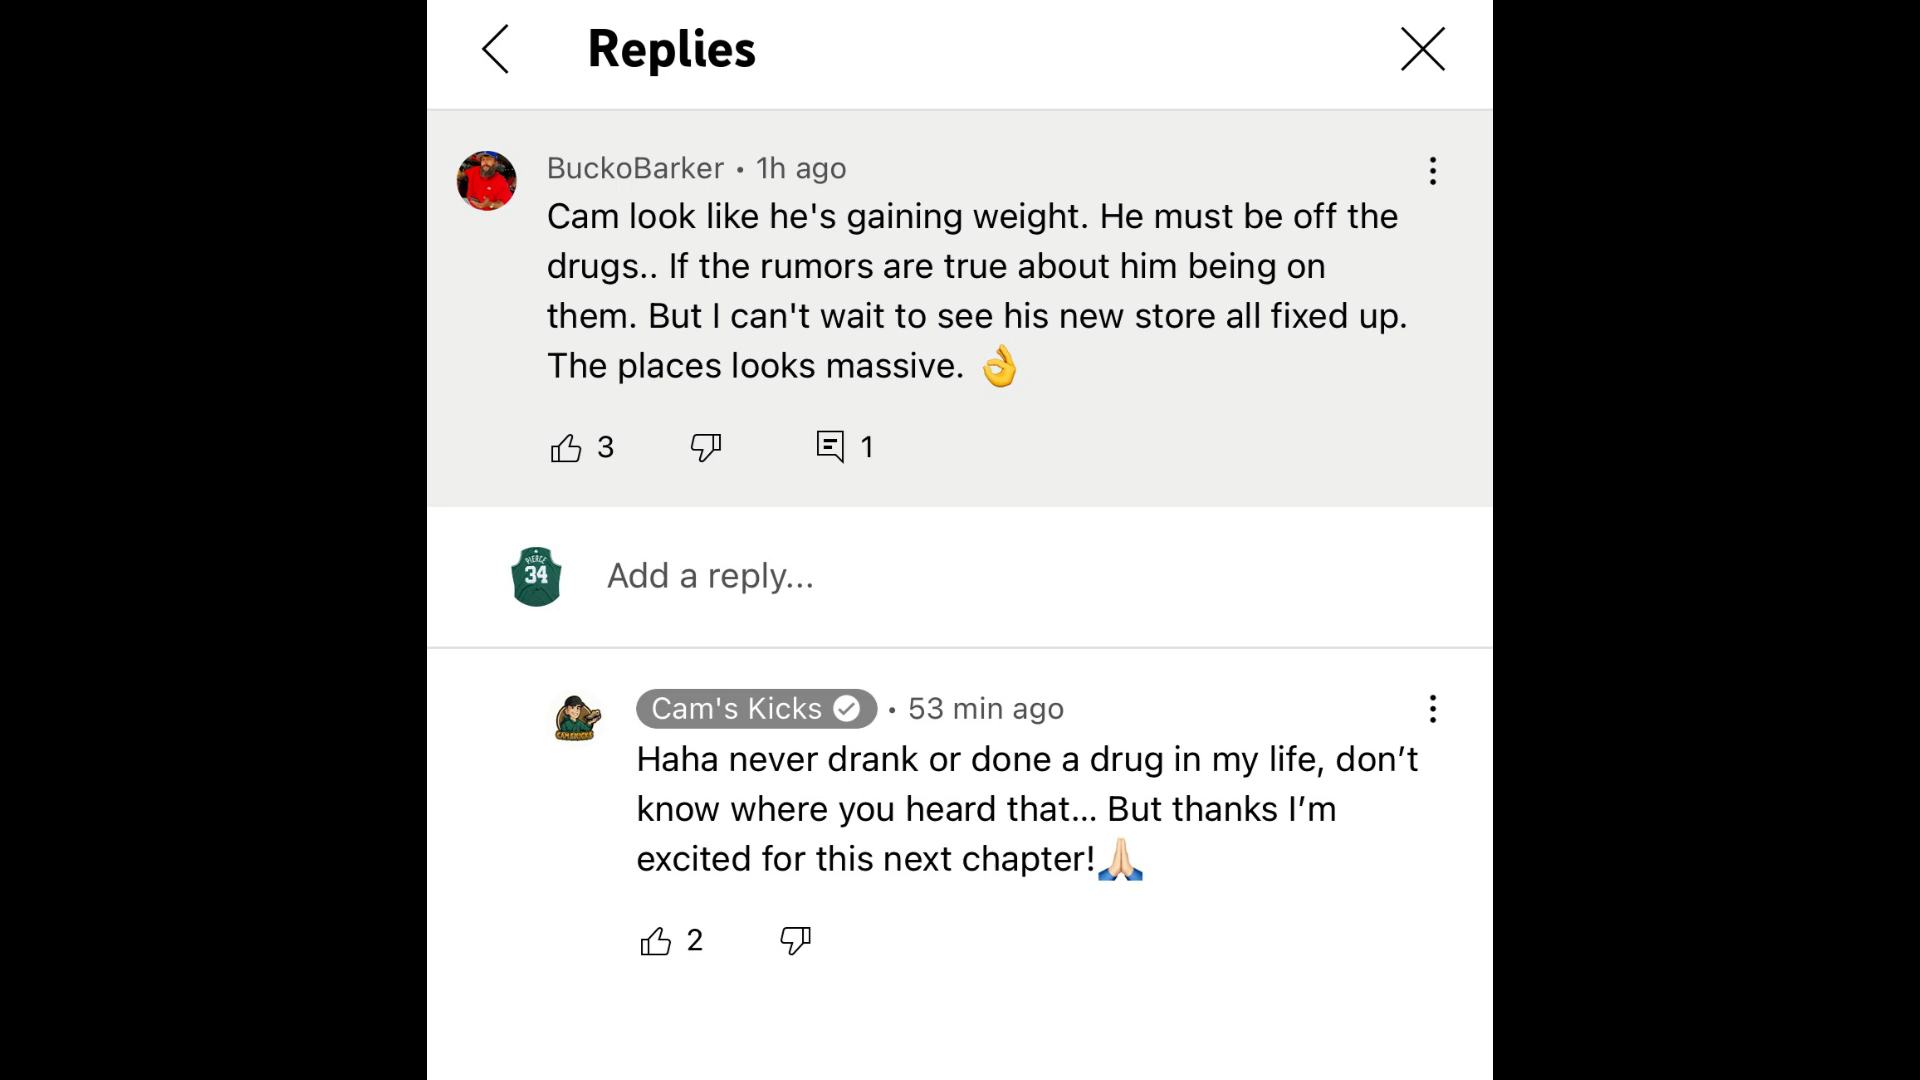 Replies
BuckoBarker • 1h ago
Cam look like he's gaining weight. He must be off the
drugs.. If the rumors are true about him being on
them. But I can't wait to see his new store all fixed up.
The places looks massive. 👌
3
1
PIERCE
34
Add a reply...
CAM'S KICKS
Cam's Kicks • 53 min ago
Haha never drank or done a drug in my life, don’t
know where you heard that... But thanks I’m
excited for this next chapter!🙏🏻
2